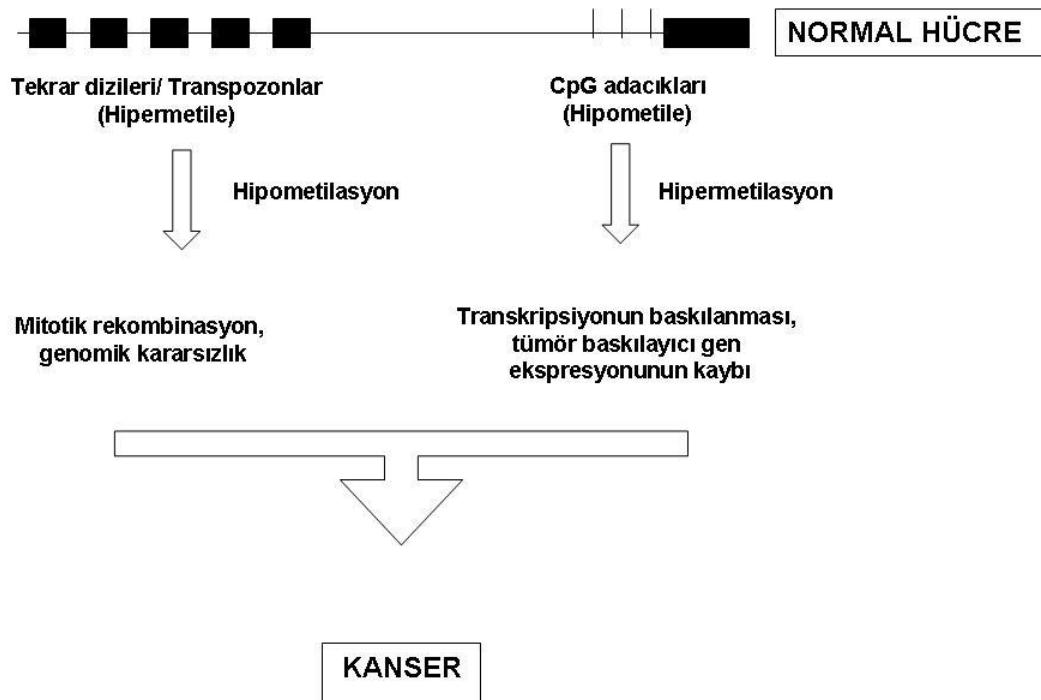 NORMAL HÜCRE
Tekrar dizileri/ Transpozonlar
(Hipermetile)
CpG adacıkları
(Hipometile)
Hipometilasyon
Hipermetilasyon
Mitotik rekombinasyon,
genomik kararsızlık
Transkripsiyonun baskılanması,
tümör baskılayıcı gen
ekspresyonunun kaybı
KANSER